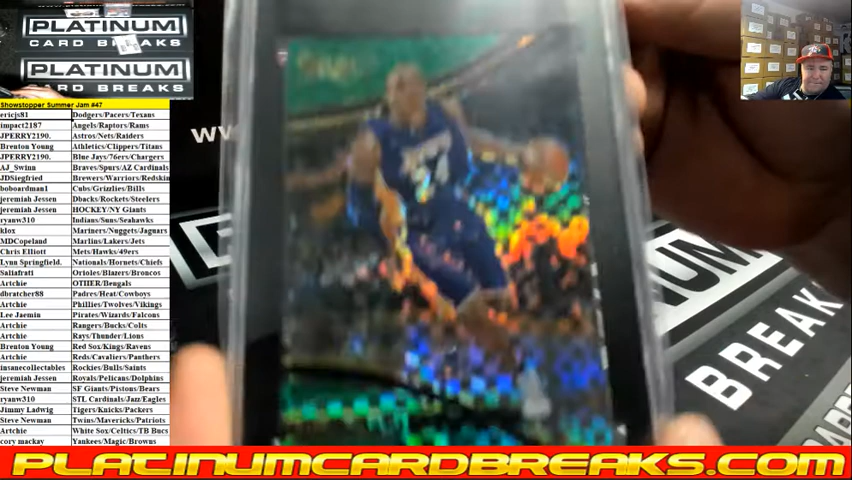 PLATINUM
CARD BREAKS
PLATINUM
CARD BREAKS
Showstopper Summer Jam #47
ericjs81 Dodgers/Pacers/Texans
impact2187 Angels/Raptors/Rams
JPERRY2190. Astros/Nets/Raiders
Brenton Young Athletics/Clippers/Titans
JPERRY2190. Blue Jays/76ers/Chargers
AJ_Swinn Braves/Spurs/AZ Cardinals
JDSiegfried Brewers/Warriors/Redskin
boboardman1 Cubs/Grizzlies/Bills
jeremiah Jessen Dbacks/Rockets/Steelers
jeremiah Jessen HOCKEY/NY Giants
ryanw310 Indians/Suns/Seahawks
klox Mariners/Nuggets/Jaguars
MDCopeland Marlins/Lakers/Jets
Chris Elliott Mets/Hawks/49ers
Lynn Springfield. Nationals/Hornets/Chiefs
Saliafrati Orioles/Blazers/Broncos
Artchie OTHER/Bengals
dbratcher88 Padres/Heat/Cowboys
Artchie Phillies/Twolves/Vikings
Lee Jaemin Pirates/Wizards/Falcons
Artchie Rangers/Bucks/Colts
Artchie Rays/Thunder/Lions
Brenton Young Red Sox/Kings/Ravens
Artchie Reds/Cavaliers/Panthers
insanecollectables Rockies/Bulls/Saints
jeremiah Jessen Royals/Pelicans/Dolphins
Steve Newman SF Giants/Pistons/Bears
ryanw310 STL Cardinals/Jazz/Eagles
Jimmy Ladwig Tigers/Knicks/Packers
Steve Newman Twins/Mavericks/Patriots
Artchie White Sox/Celtics/TB Bucs
cory mackay Yankees/Magic/Browns
ww
24
NUM
BREAK
PLATINUMCARDBREAKS.COM